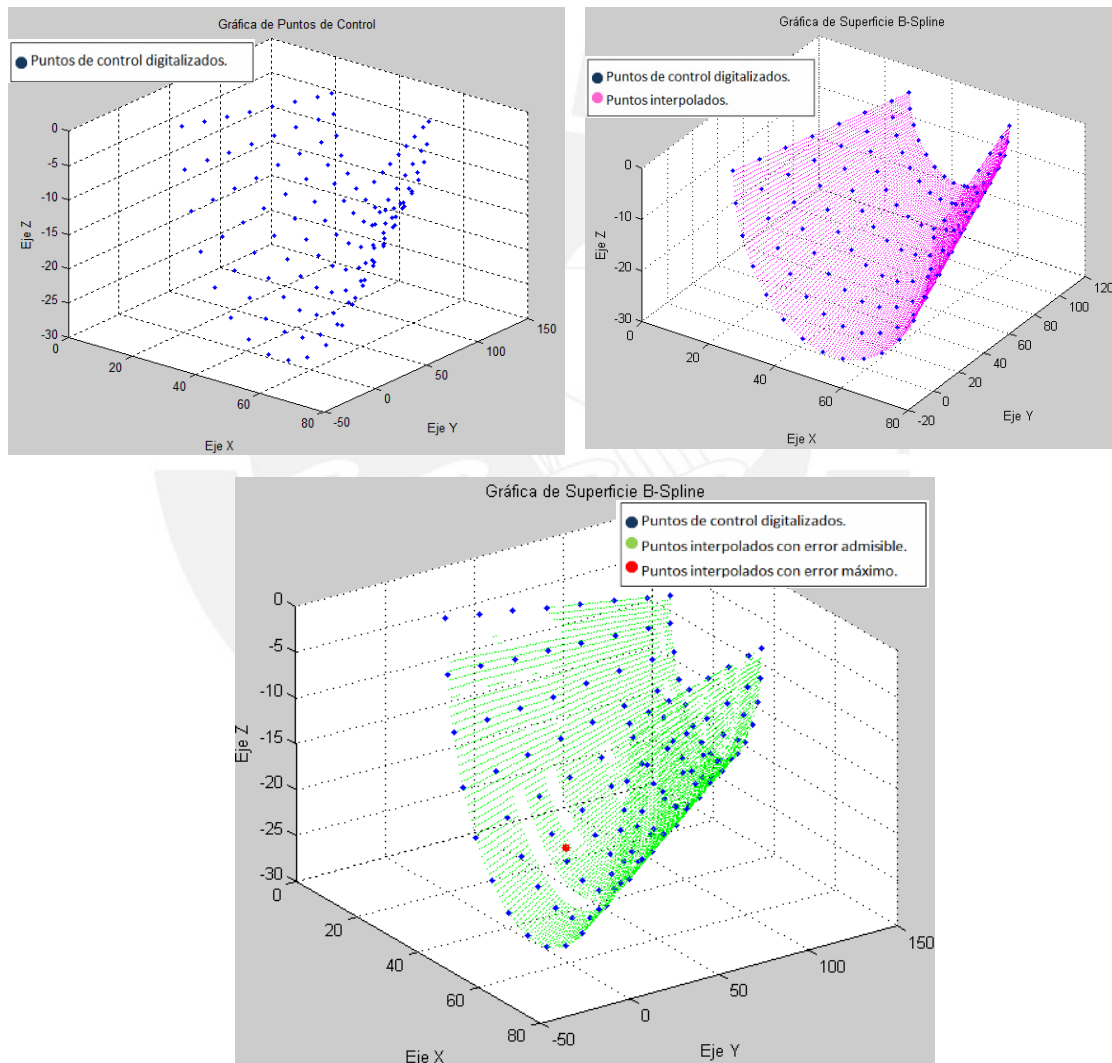 Gráfica de Puntos de Control
Puntos de control digitalizados.
0
-5
-10
-15
-20
-25
-30
Eje Z
0
20
40
60
80
Eje X
-50
0
50
100
150
Eje Y
Gráfica de Superficie B-Spline
Puntos de control digitalizados.
Puntos interpolados.
0
-10
-20
-30
Eje Z
0
20
40
60
80
Eje X
-20
0
20
40
60
80
100
120
Eje Y
Gráfica de Superficie B-Spline
Puntos de control digitalizados.
Puntos interpolados con error admisible.
Puntos interpolados con error máximo.
0
-5
-10
-15
-20
-25
-30
Eje Z
0
20
40
60
80
Eje X
-50
0
50
100
150
Eje Y